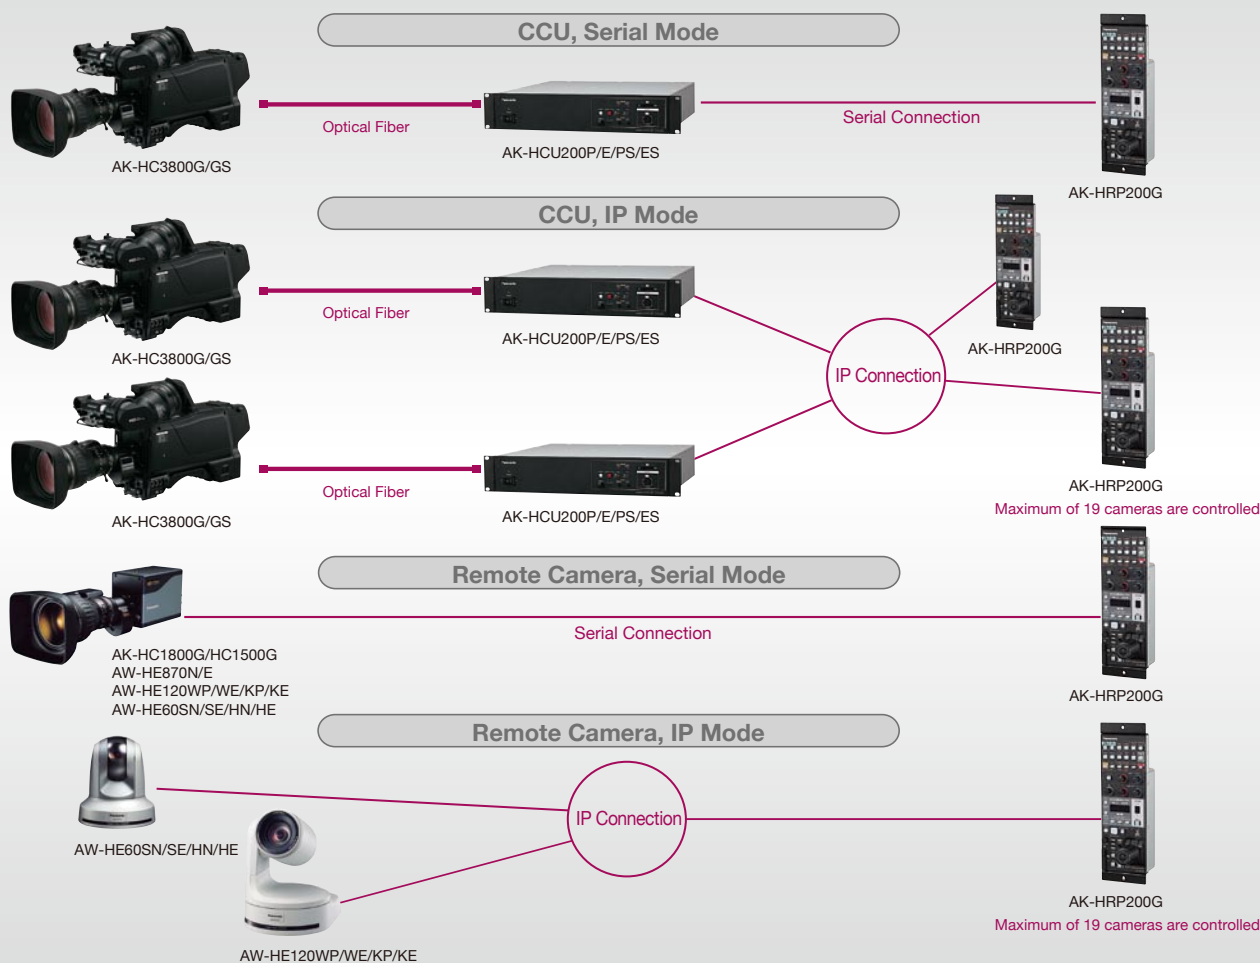 CCU, Serial Mode
Optical Fiber
Serial Connection
AK-HC3800G/GS
AK-HCU200P/E/PS/ES
AK-HRP200G
CCU, IP Mode
Optical Fiber
AK-HC3800G/GS
AK-HCU200P/E/PS/ES
AK-HRP200G
IP Connection
Optical Fiber
AK-HC3800G/GS
AK-HCU200P/E/PS/ES
AK-HRP200G
Maximum of 19 cameras are controlled
Remote Camera, Serial Mode
Serial Connection
AK-HC1800G/HC1500G
AW-HE870N/E
AW-HE120WP/WE/KP/KE
AW-HE60SN/SE/HN/HE
AK-HRP200G
Remote Camera, IP Mode
IP Connection
AW-HE60SN/SE/HN/HE
AW-HE120WP/WE/KP/KE
AK-HRP200G
Maximum of 19 cameras are controlled